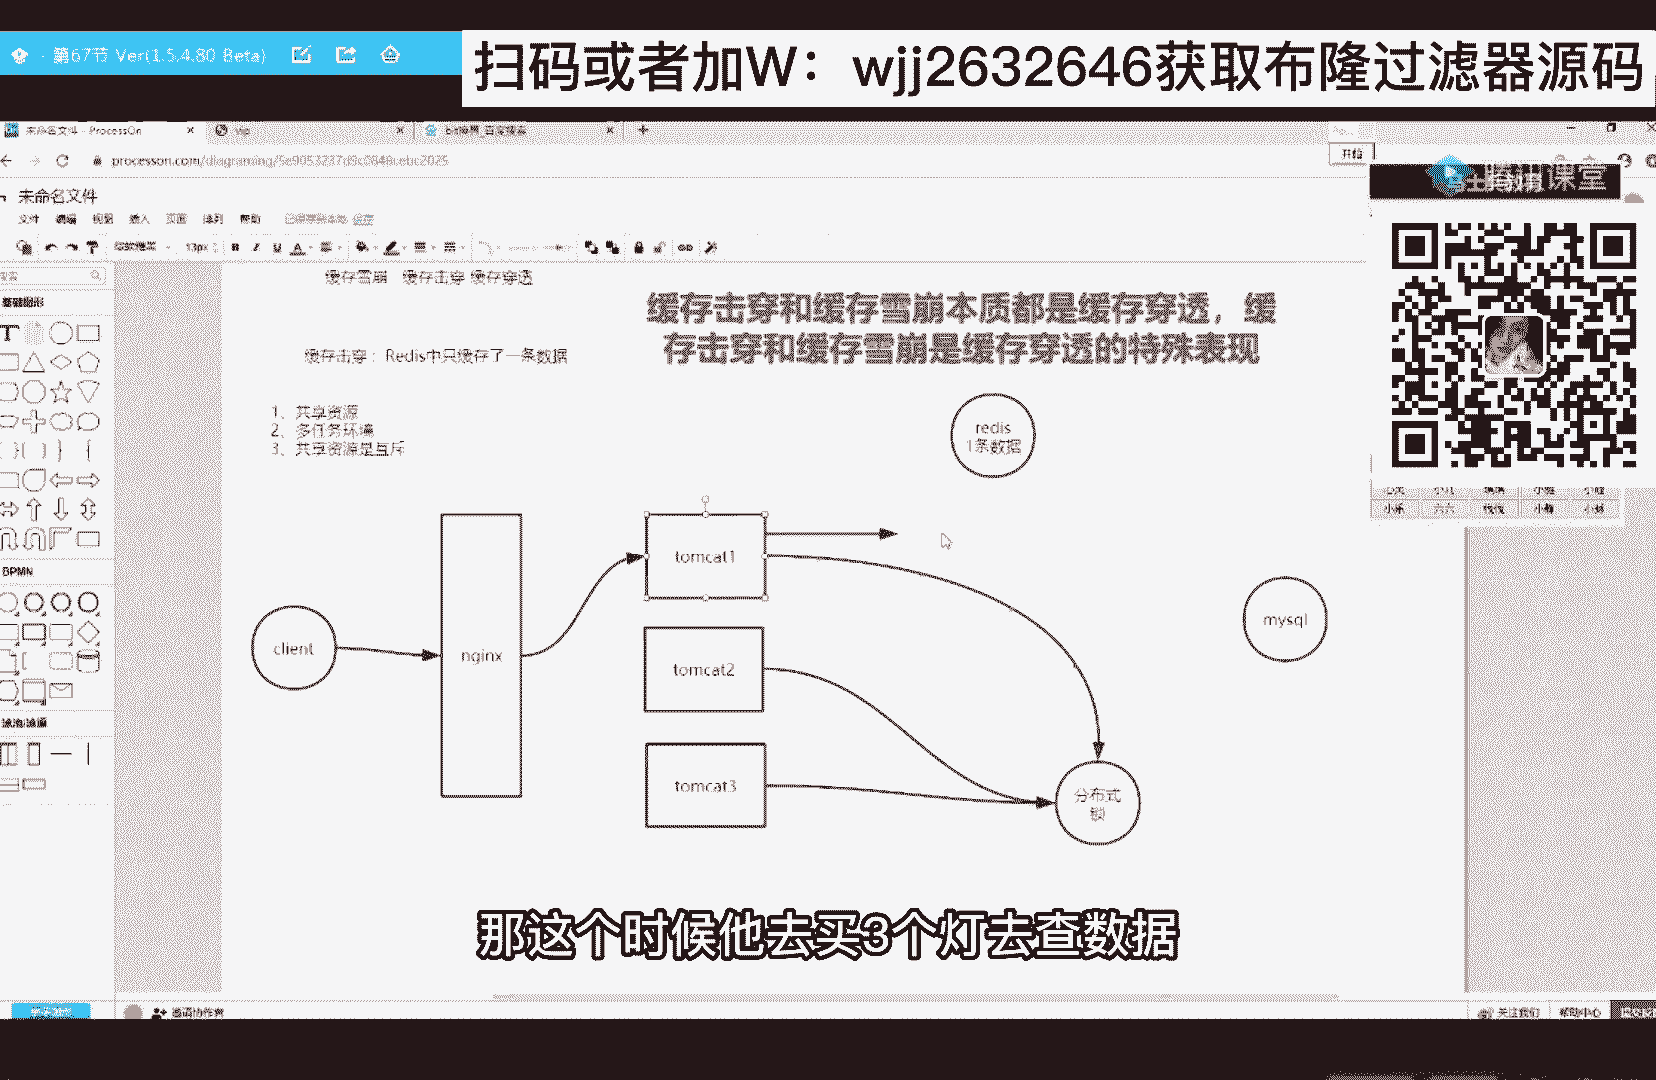 第67节 Ver(1.5.4.80 Beta)
扫码或者加W：wjj2632646获取布隆过滤器源码
未命名文件 - ProcessOn
vip
processon.com/diagraming/
未命名文件
文件 编辑 视图 插入 页面 排列 帮助
13px
B I U A
基础图形
缓存雪崩 缓存击穿 缓存穿透
缓存击穿和缓存雪崩本质都是缓存穿透，缓
存击穿和缓存雪崩是缓存穿透的特殊表现
缓存击穿：Redis中只缓存了一条数据
1、共享资源
2、多任务环境
3、共享资源是互斥
redis
1条数据
腾讯课堂
tomcat1
client
nginx
tomcat2
mysql
tomcat3
分布式
锁
BPMN
那这个时候他去买3个灯去查数据
邀请协作者
关注我们
帮助中心